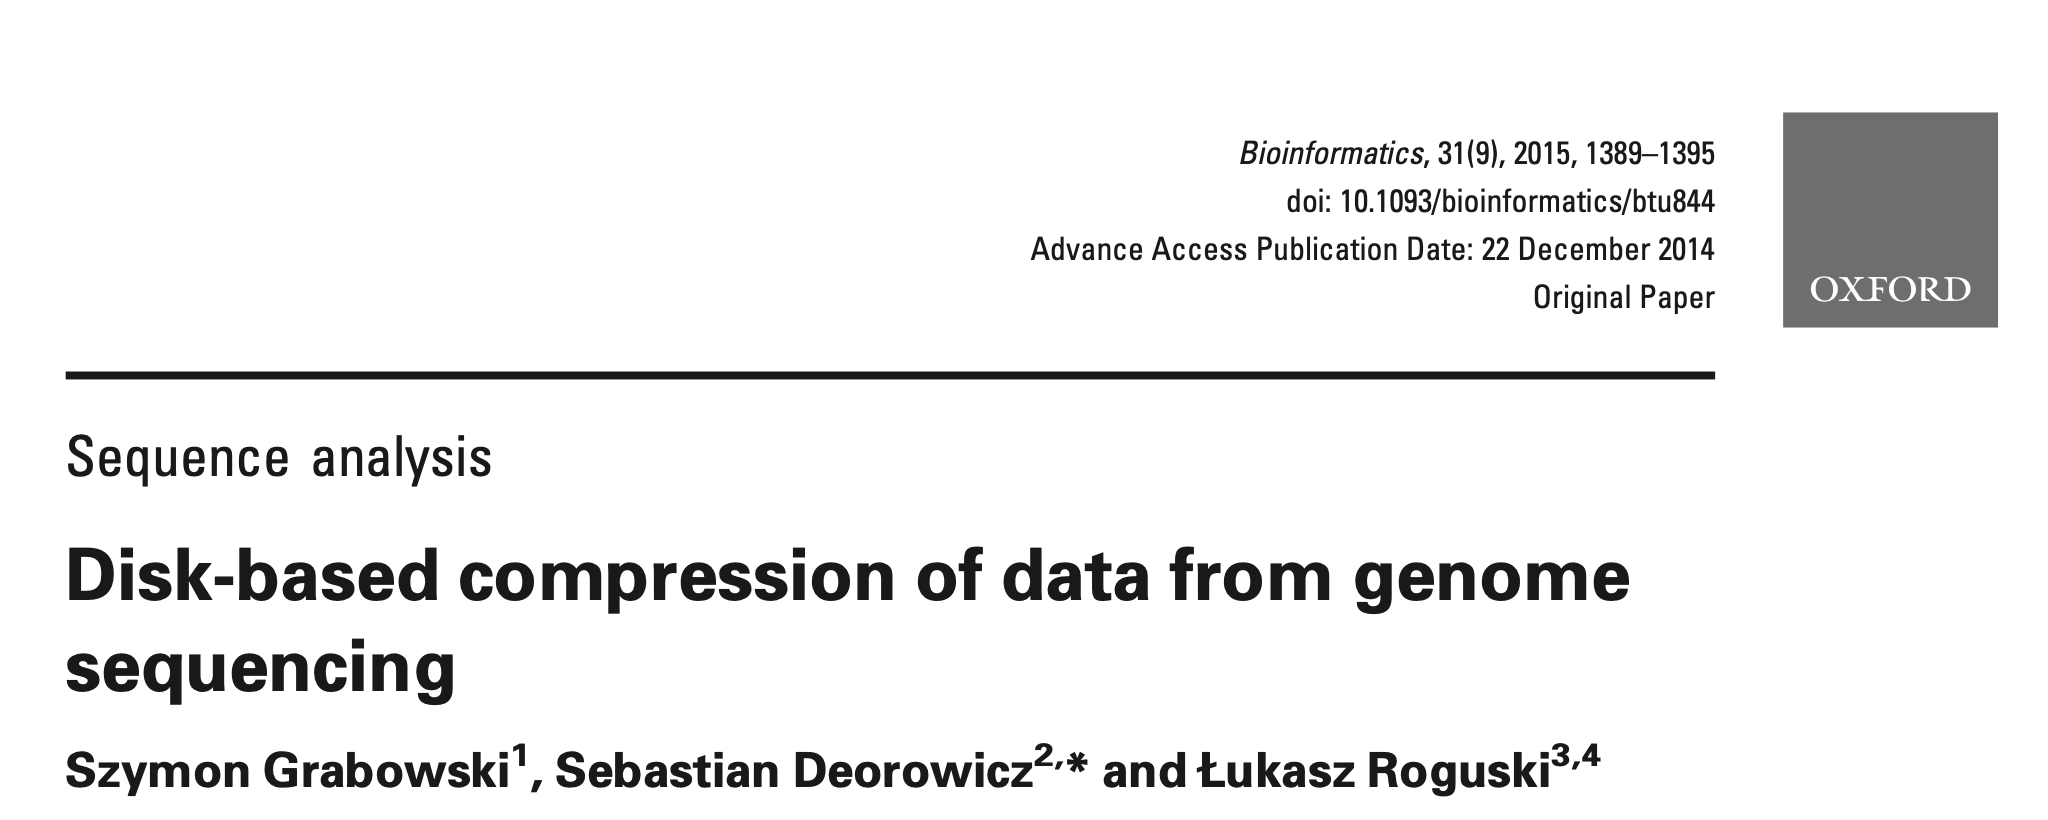 Bioinformatics, 31(9), 2015, 1389–1395
doi: 10.1093/bioinformatics/btu844
Advance Access Publication Date: 22 December 2014
Original Paper
OXFORD
Sequence analysis
Disk-based compression of data from genome
sequencing
Szymon Grabowski1, Sebastian Deorowicz2,* and Łukasz Roguski3,4